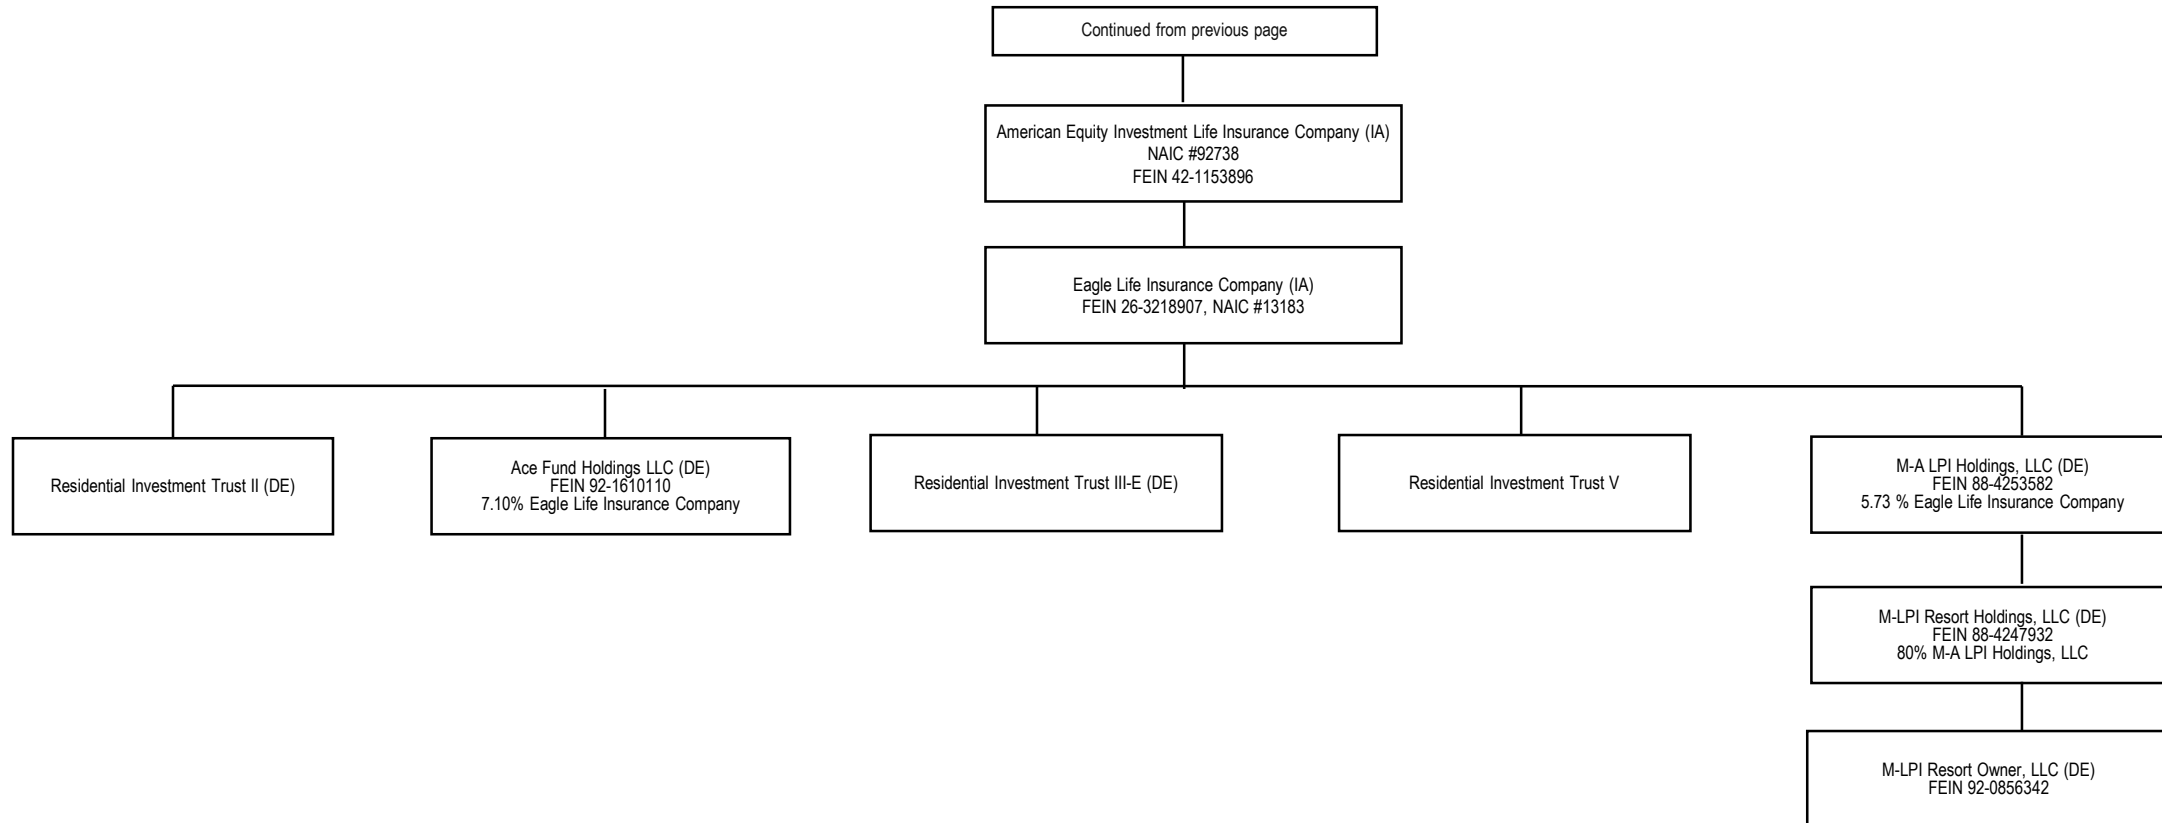 Continued from previous page
American Equity Investment Life Insurance Company (IA)
NAIC #92738
FEIN 42-1153896
Eagle Life Insurance Company (IA)
FEIN 26-3218907, NAIC #13183
Residential Investment Trust II (DE)
Ace Fund Holdings LLC (DE)
FEIN 92-1610110
7.10% Eagle Life Insurance Company
Residential Investment Trust III-E (DE)
Residential Investment Trust V
M-A LPI Holdings, LLC (DE)
FEIN 88-4253582
5.73 % Eagle Life Insurance Company
M-LPI Resort Holdings, LLC (DE)
FEIN 88-4247932
80% M-A LPI Holdings, LLC
M-LPI Resort Owner, LLC (DE)
FEIN 92-0856342